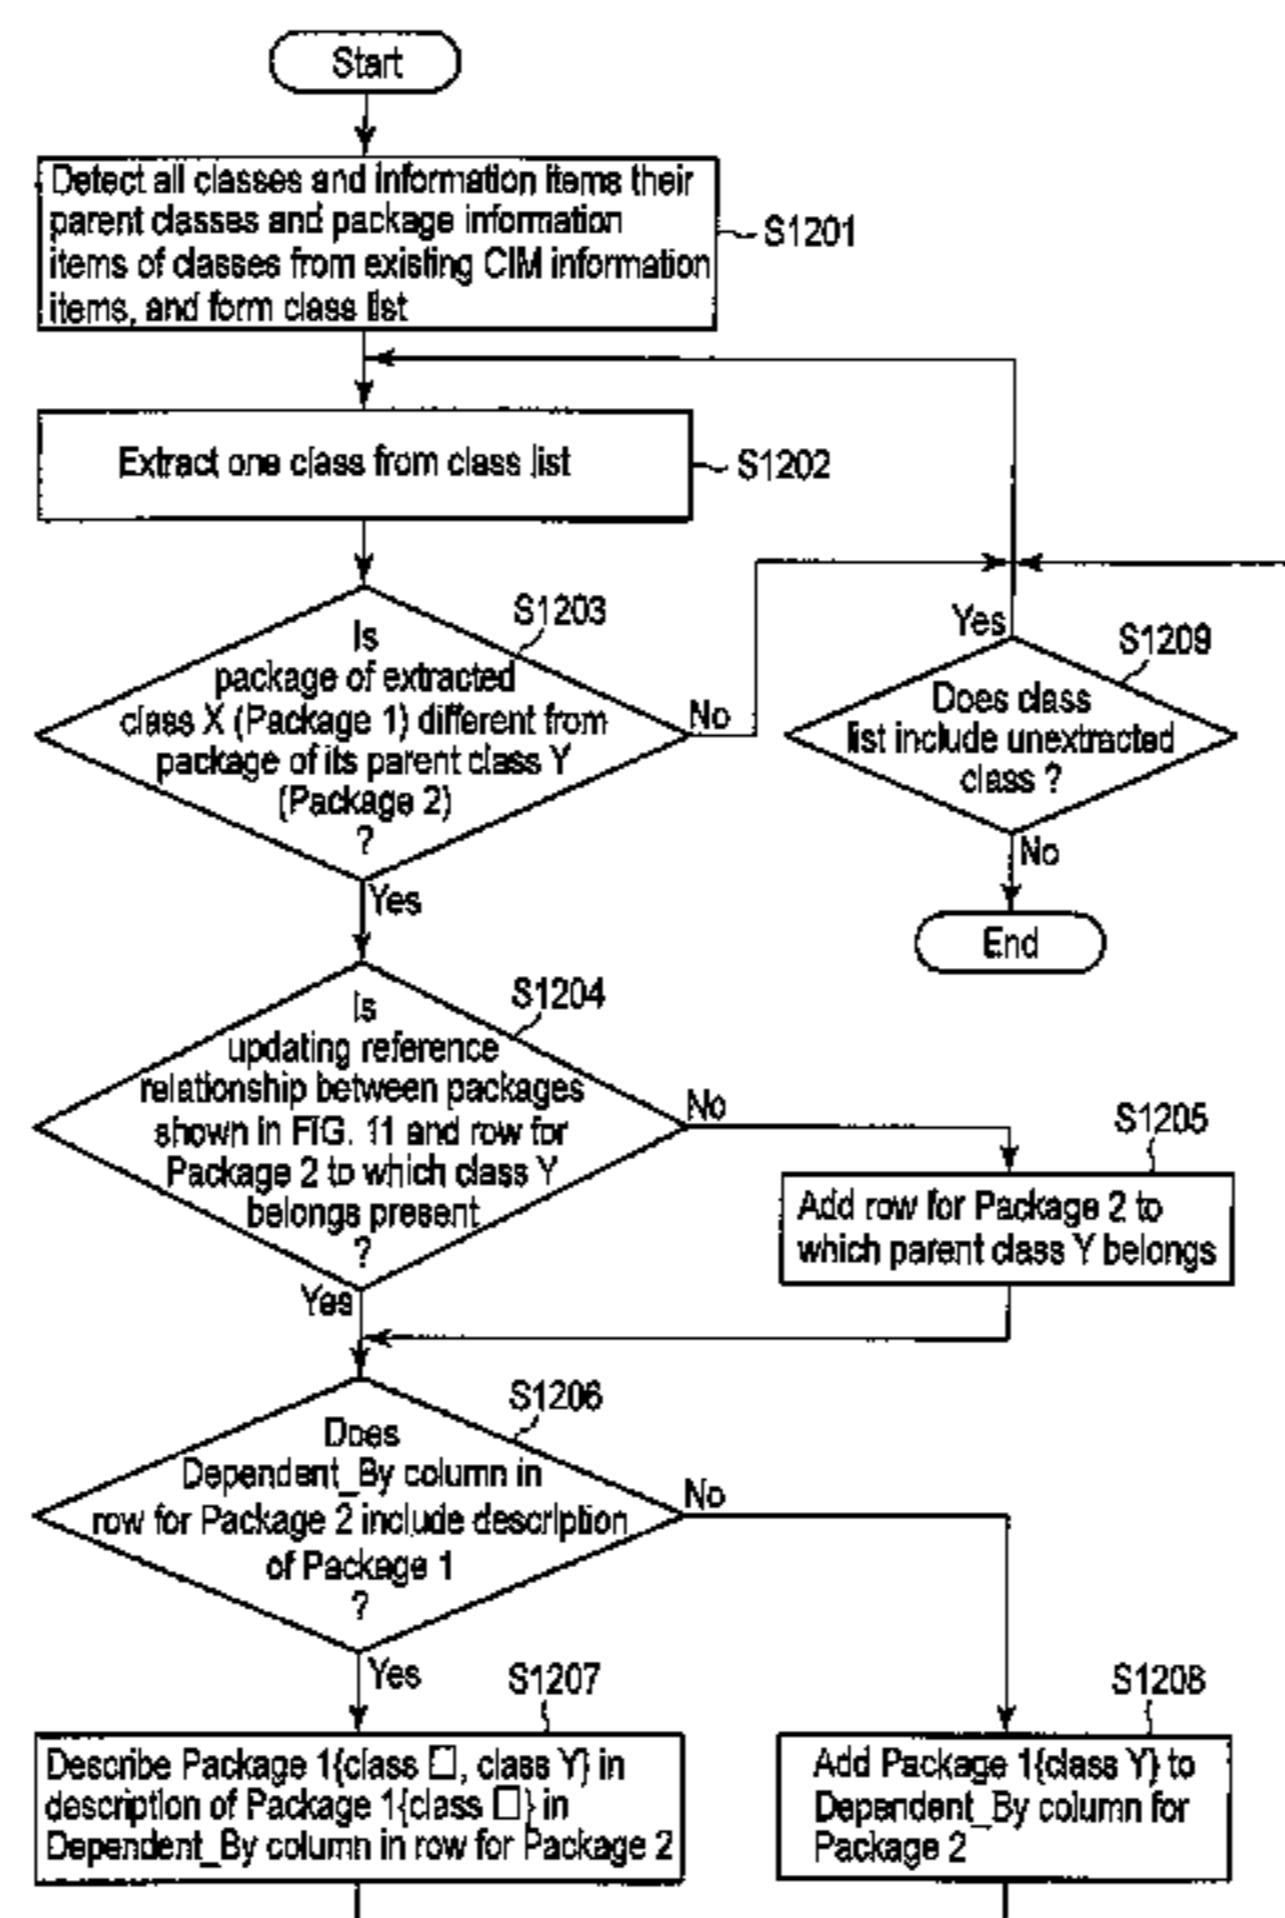 Start
Detect all classes and information items their
parent classes and package information
items of classes from existing CIM information
items, and form class list
S1201
Extract one class from class list
S1202
S1203
Is
package of extracted
class X (Package 1) different from
package of its parent class Y
(Package 2)
?
No
Yes
Yes
S1209
Does class
list include unextracted
class ?
No
End
S1204
Is
updating reference
relationship between packages
shown in FIG. 11 and row for
Package 2 to which class Y
belongs present
?
No
Yes
S1205
Add row for Package 2 to
which parent class Y belongs
S1206
Does
Dependent_By column in
row for Package 2 include description
of Package 1
?
No
Yes
S1207
Describe Package 1{class □, class Y} in
description of Package 1{class □} in
Dependent_By column in row for Package 2
S1208
Add Package 1{class Y} to
Dependent_By column for
Package 2